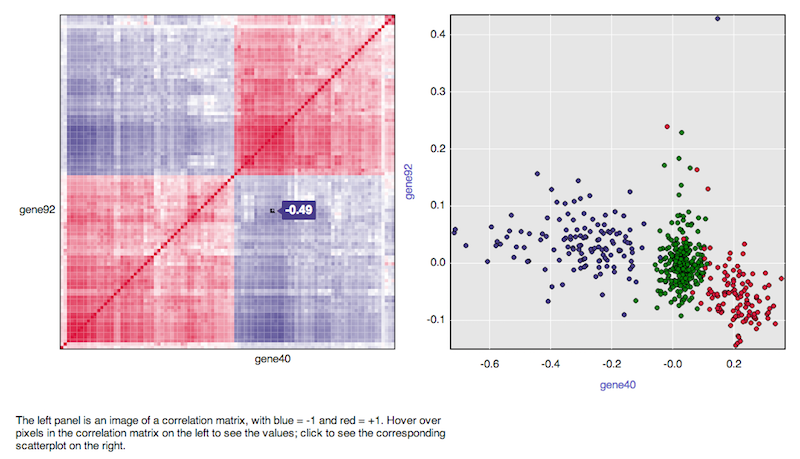 gene92
-0.49
gene40
0.4
0.3
0.2
0.1
0.0
-0.1
gene92
-0.6
-0.4
-0.2
-0.0
0.2
gene40
The left panel is an image of a correlation matrix, with blue = -1 and red = +1. Hover over
pixels in the correlation matrix on the left to see the values; click to see the corresponding
scatterplot on the right.